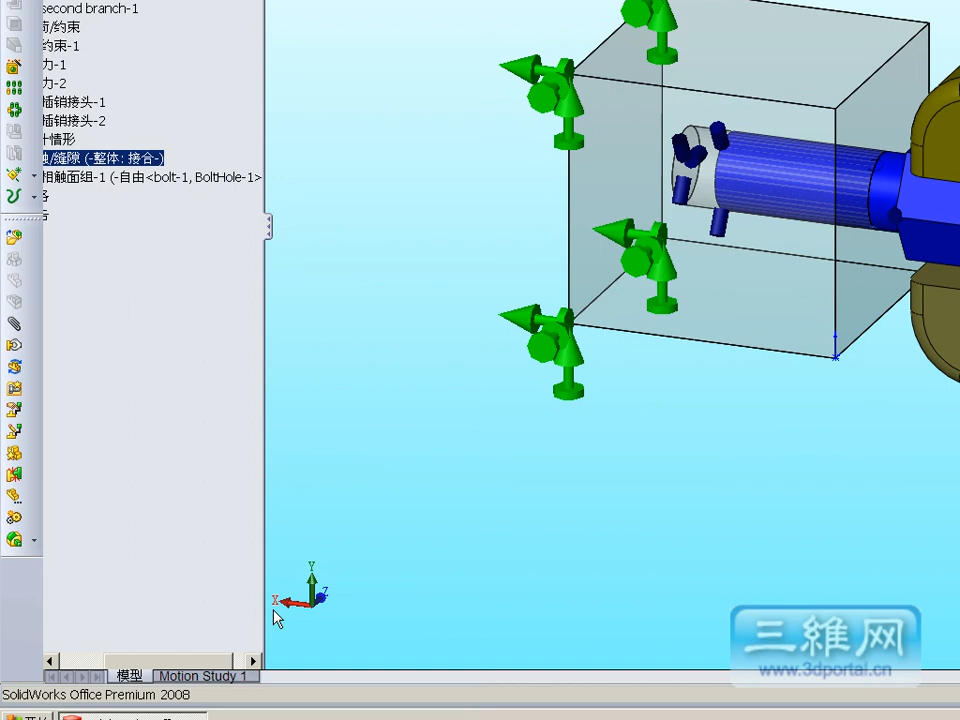 second branch-1
荷/约束
约束-1
力-1
力-2
插销接头-1
插销接头-2
计情形
触/缝隙 (-整体: 接合-)
相触面组-1 (-自由<bolt-1, BoltHole-1>
Y
X
Z
模型
Motion Study 1
三維网
www.3dportal.cn
SolidWorks Office Premium 2008
开始